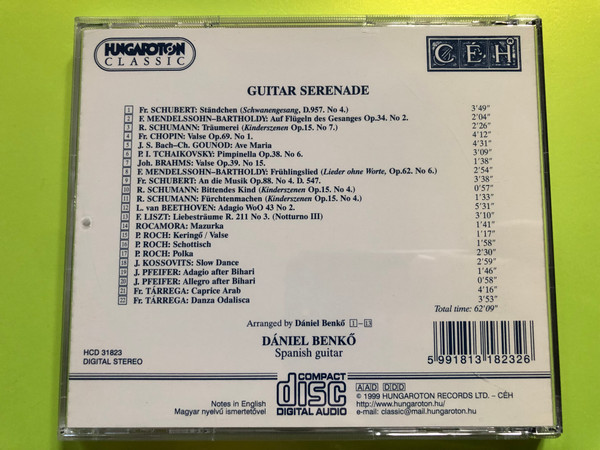 HUNGAROTON
CLASSIC
CEH
GUITAR SERENADE
1 Fr. SCHUBERT: Ständchen (Schwanengesang, D.957. No 4.) 3'49"
2 F. MENDELSSOHN–BARTHOLDY: Auf Flügeln des Gesanges Op.34. No 2. 2'04"
3 R. SCHUMANN: Träumerei (Kinderszenen Op.15. No 7.) 2'26"
4 Fr. CHOPIN: Valse Op.69. No 1. 4'12"
5 J. S. Bach–Ch. GOUNOD: Ave Maria 4'31"
6 P. I. TCHAIKOVSKY: Pimpinella Op.38. No 6. 3'09"
7 Joh. BRAHMS: Valse Op.39. No 15. 1'38"
8 F. MENDELSSOHN–BARTHOLDY: Frühlingslied (Lieder ohne Worte, Op.62. No 6.) 2'54"
9 Fr. SCHUBERT: An die Musik Op.88. No 4. D. 547. 3'38"
10 R. SCHUMANN: Bittendes Kind (Kinderszenen Op.15. No 4.) 0'57"
11 R. SCHUMANN: Fürchtenmachen (Kinderszenen Op.15. No 4.) 1'33"
12 L. van BEETHOVEN: Adagio WoO 43 No 2. 5'31"
13 F. LISZT: Liebesträume R. 211 No 3. (Notturno III) 3'10"
14 ROCAMORA: Mazurka 1'41"
15 P. ROCH: Keringő / Valse 1'17"
16 P. ROCH: Schottisch 1'58"
17 P. ROCH: Polka 2'30"
18 J. KOSSOVITS: Slow Dance 2'59"
19 J. PFEIFER: Adagio after Bihari 1'46"
20 J. PFEIFER: Allegro after Bihari 0'58"
21 Fr. TÁRREGA: Caprice Arab 4'16"
22 Fr. TÁRREGA: Danza Odalisca 3'53"
Total time: 62'09"
Arranged by Dániel Benkő 1–13
DÁNIEL BENKŐ
Spanish guitar
HCD 31823
DIGITAL STEREO
5 991813 182326
COMPACT
disc
DIGITAL AUDIO
Notes in English
Magyar nyelvű ismertetővel
AAD DDD
© 1999 HUNGAROTON RECORDS LTD. – CÉH
http://www.hungaroton.hu/
e-mail: classic@mail.hungaroton.hu